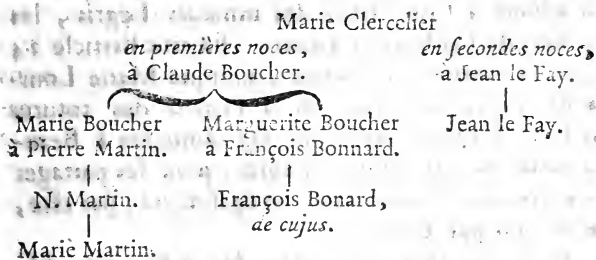 Marie Clercelier
en premières noces, en secondes noces,
à Claude Boucher. à Jean le Fay.
Marie Boucher Marguerite Boucher Jean le Fay.
à Pierre Martin. à François Bonnard.
N. Martin. François Bonard,
de cujus.
Marie Martin.